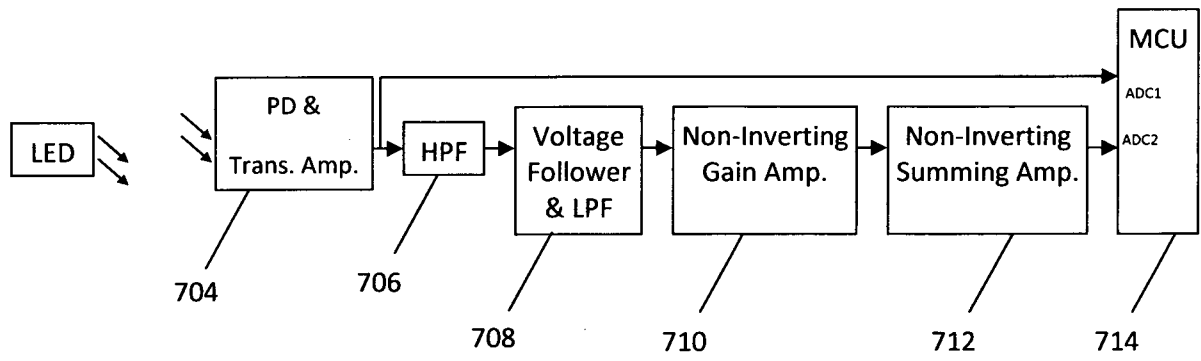 MCU
PD &
Trans. Amp.
ADC1
LED
HPF
Voltage
Follower
& LPF
Non-Inverting
Gain Amp.
Non-Inverting
Summing Amp.
ADC2
704
706
708
710
712
714